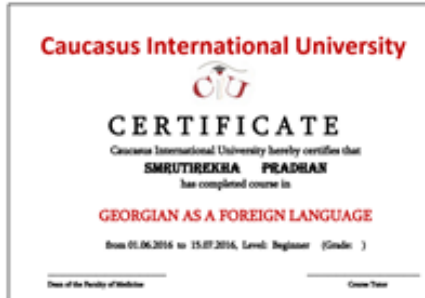 Caucasus International University
CIU
CERTIFICATE
Caucasus International University hereby certifies that
SMRUTIREKHA PRADHAN
has completed course in
GEORGIAN AS A FOREIGN LANGUAGE
from 01.06.2016 to 15.07.2016, Level: Beginner (Grade: )
Dean of the Faculty of Medicine Course Tutor